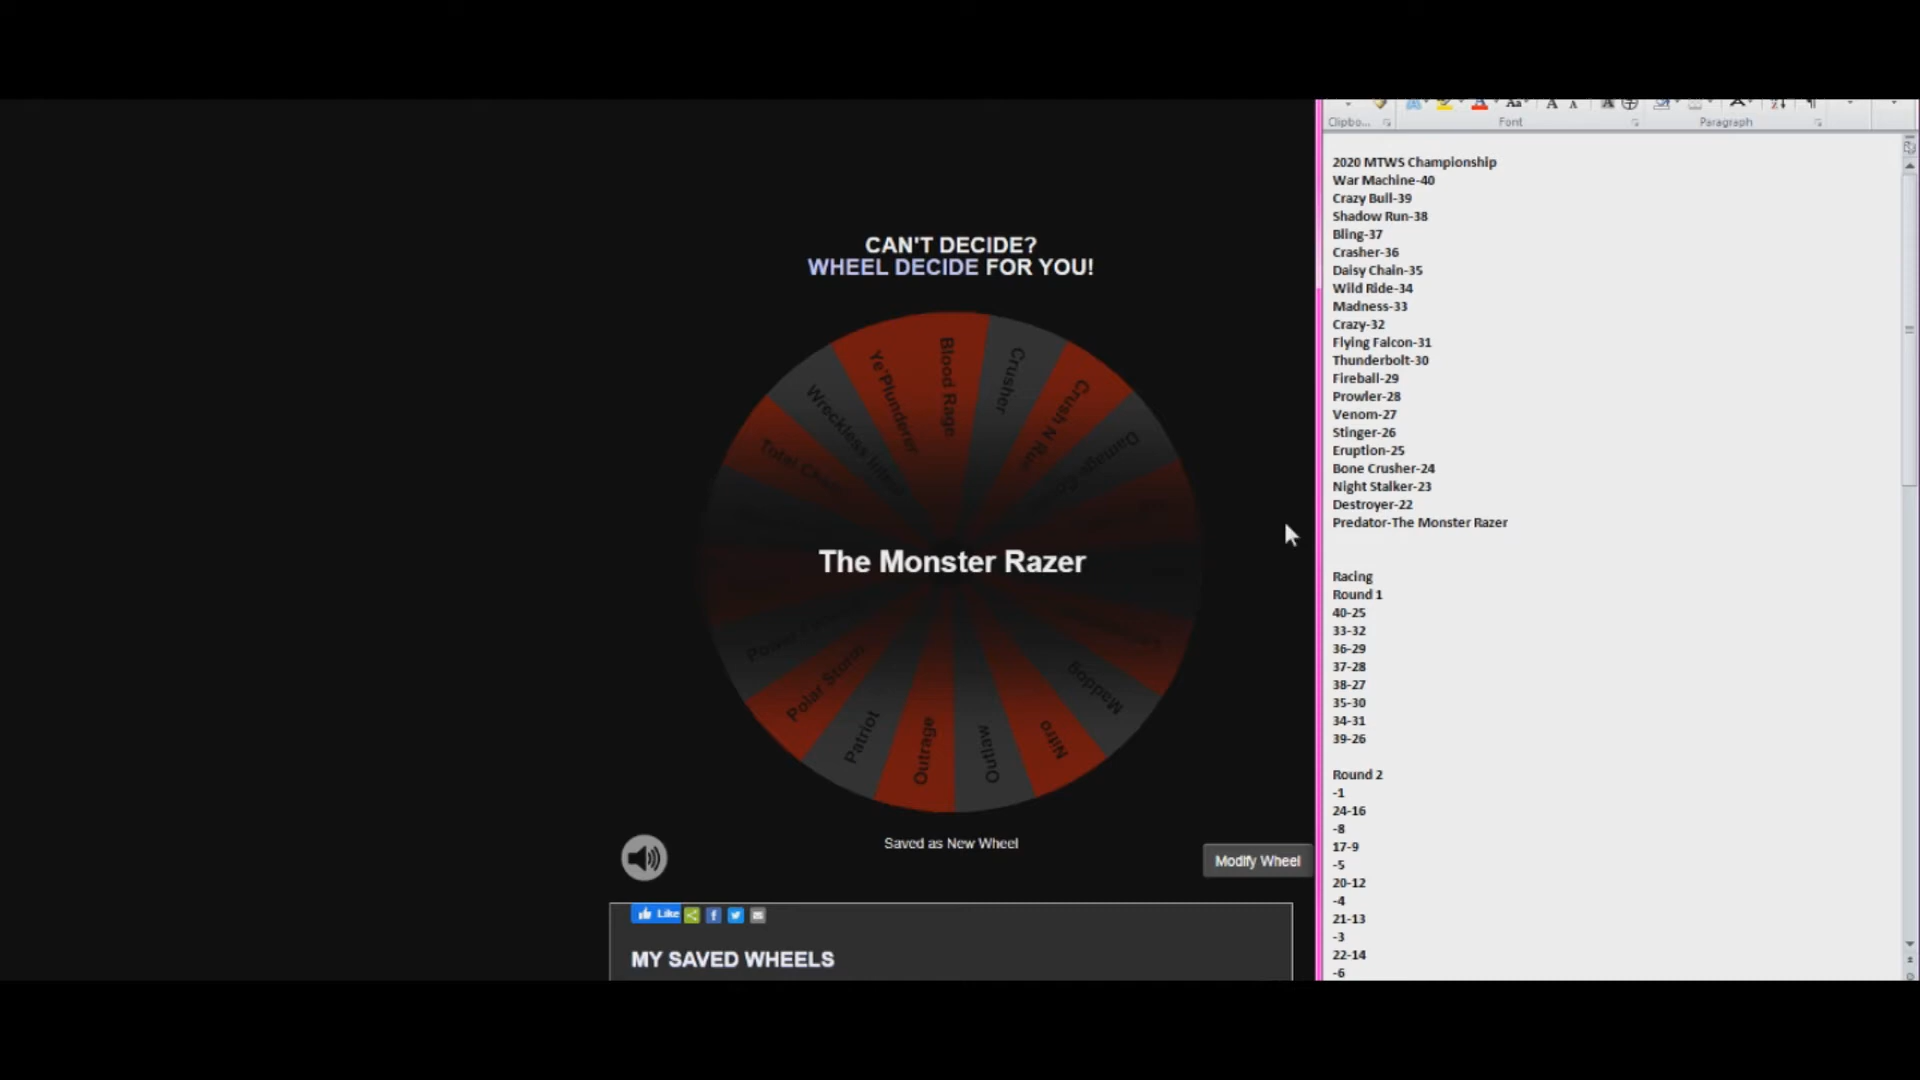 CAN'T DECIDE?
WHEEL DECIDE FOR YOU!
Blood Rage
Crusher
Crush N Run
Ye'Plunderer
Wreckless
Total
Maddog
Nitro
Outlaw
Outrage
Patriot
Polar Storm
Power
The Monster Razer
Saved as New Wheel
Modify Wheel
Like
MY SAVED WHEELS
Clipbo...
Font
Paragraph
2020 MTWS Championship
War Machine-40
Crazy Bull-39
Shadow Run-38
Bling-37
Crasher-36
Daisy Chain-35
Wild Ride-34
Madness-33
Crazy-32
Flying Falcon-31
Thunderbolt-30
Fireball-29
Prowler-28
Venom-27
Stinger-26
Eruption-25
Bone Crusher-24
Night Stalker-23
Destroyer-22
Predator-The Monster Razer
Racing
Round 1
40-25
33-32
36-29
37-28
38-27
35-30
34-31
39-26
Round 2
-1
24-16
-8
17-9
-5
20-12
-4
21-13
-3
22-14
-6